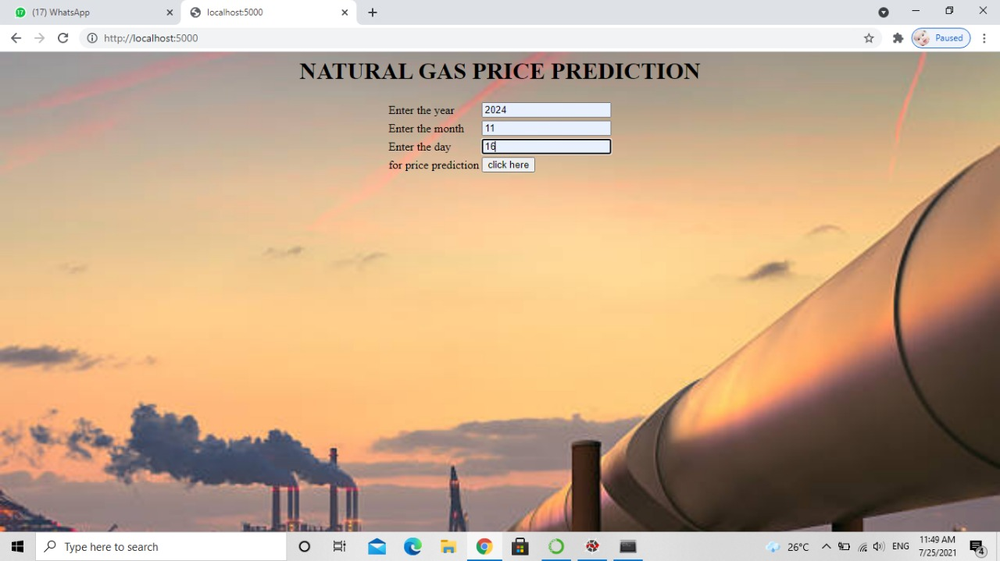 (17) WhatsApp
localhost:5000
http://localhost:5000
Paused
NATURAL GAS PRICE PREDICTION
Enter the year 2024
Enter the month 11
Enter the day 16
for price prediction click here
Type here to search
26°C
ENG
11:49 AM
7/25/2021
4